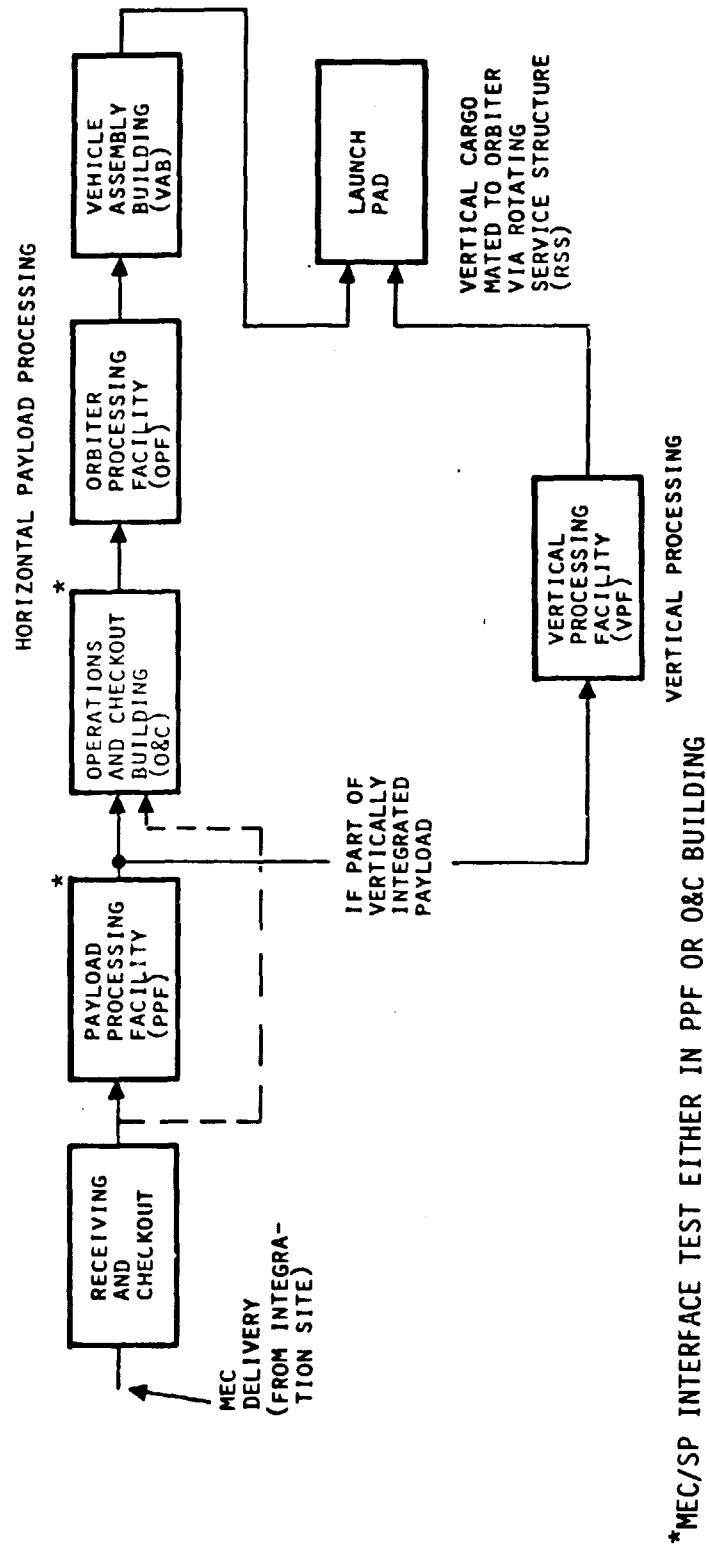 HORIZONTAL PAYLOAD PROCESSING
MEC
DELIVERY
(FROM INTEGRA-
TION SITE)
RECEIVING
AND
CHECKOUT
*
PAYLOAD
PROCESSING
FACILITY
(PPF)
*
OPERATIONS
AND CHECKOUT
BUILDING
(O&C)
ORBITER
PROCESSING
FACILITY
(OPF)
VEHICLE
ASSEMBLY
BUILDING
(VAB)
LAUNCH
PAD
IF PART OF
VERTICALLY
INTEGRATED
PAYLOAD
VERTICAL CARGO
MATED TO ORBITER
VIA ROTATING
SERVICE STRUCTURE
(RSS)
VERTICAL
PROCESSING
FACILITY
(VPF)
VERTICAL PROCESSING
*MEC/SP INTERFACE TEST EITHER IN PPF OR O&C BUILDING